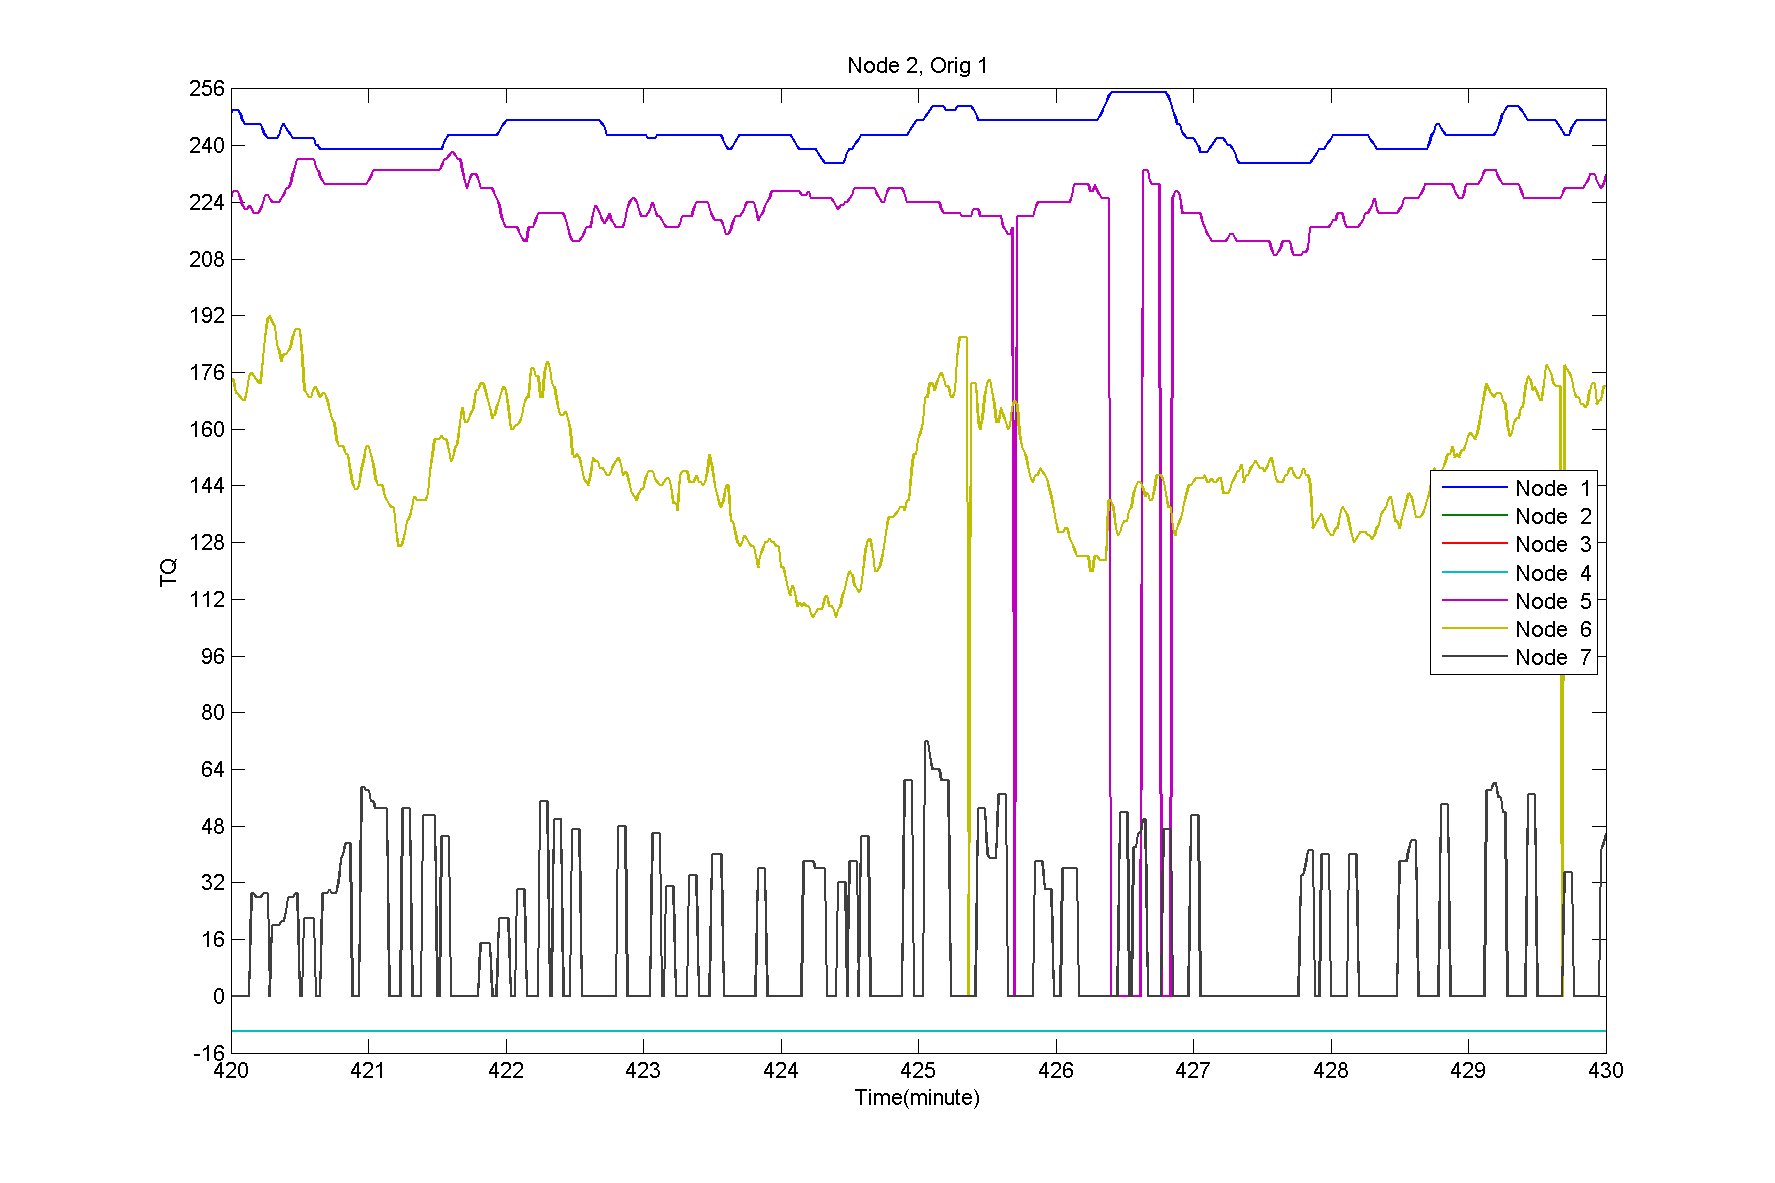 Node 2, Orig 1
256
240
224
208
192
176
160
144
128
112
96
80
64
48
32
16
0
-16
TQ
Node 1
Node 2
Node 3
Node 4
Node 5
Node 6
Node 7
420 421 422 423 424 425 426 427 428 429 430
Time(minute)